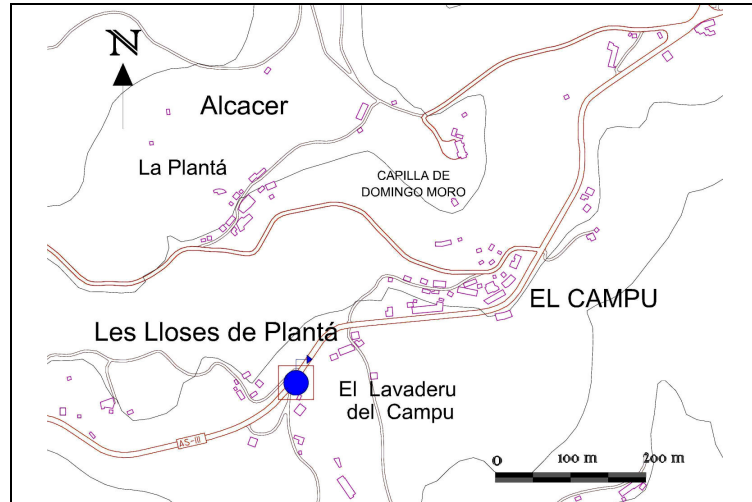 N
Alcacer
La Plantá
CAPILLA DE
DOMINGO MORO
EL CAMPU
Les Lloses de Plantá
El Lavaderu
del Campu
AS-III
0 100 m 200 m